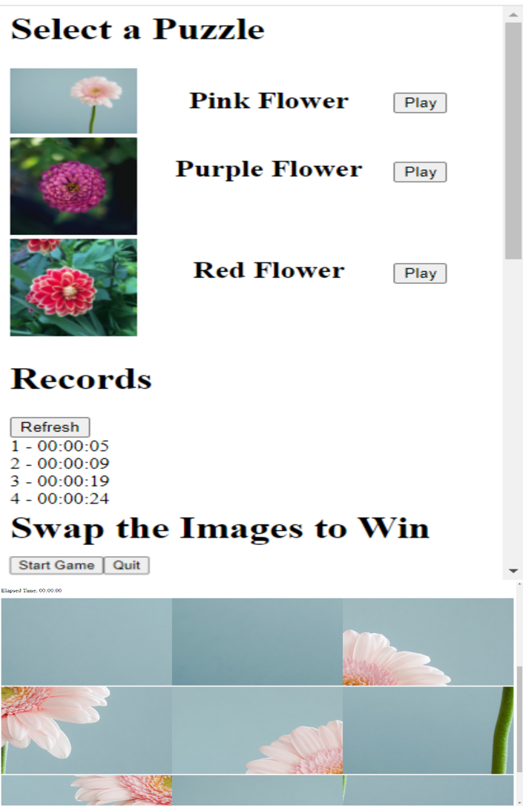 Select a Puzzle
Pink Flower Play
Purple Flower Play
Red Flower Play
Records
Refresh
1 - 00:00:05
2 - 00:00:09
3 - 00:00:19
4 - 00:00:24
Swap the Images to Win
Start Game Quit
Elapsed Time: 00:00:00